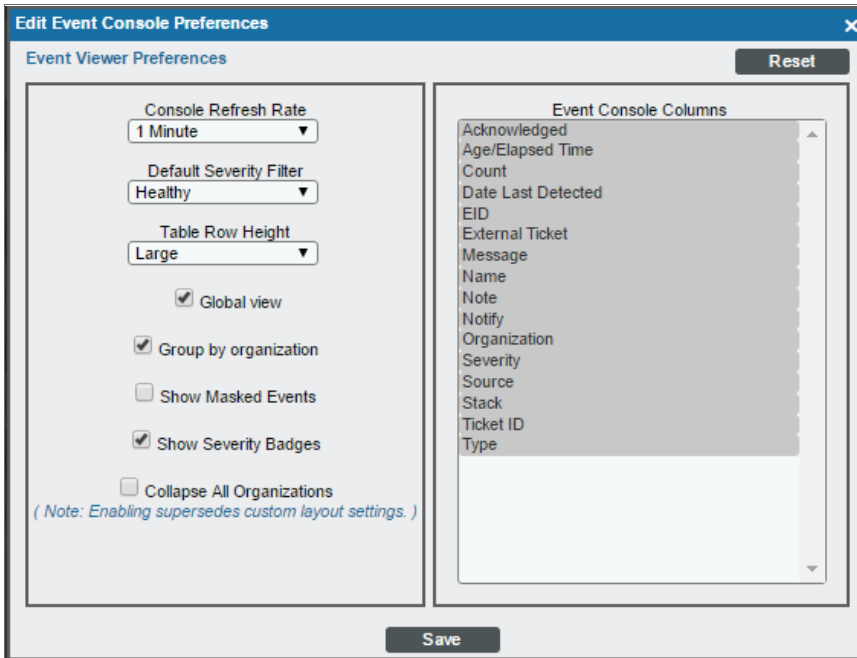 Edit Event Console Preferences
Event Viewer Preferences
Reset
Console Refresh Rate
1 Minute
Default Severity Filter
Healthy
Table Row Height
Large
Global view
Group by organization
Show Masked Events
Show Severity Badges
Collapse All Organizations
( Note: Enabling supersedes custom layout settings. )
Event Console Columns
Acknowledged
Age/Elapsed Time
Count
Date Last Detected
EID
External Ticket
Message
Name
Note
Notify
Organization
Severity
Source
Stack
Ticket ID
Type
Save